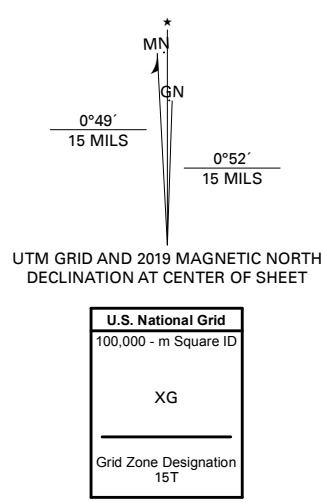 MN
GN
0°49´
15 MILS
0°52´
15 MILS
UTM GRID AND 2019 MAGNETIC NORTH
DECLINATION AT CENTER OF SHEET
U.S. National Grid
100,000 - m Square ID
XG
Grid Zone Designation
15T